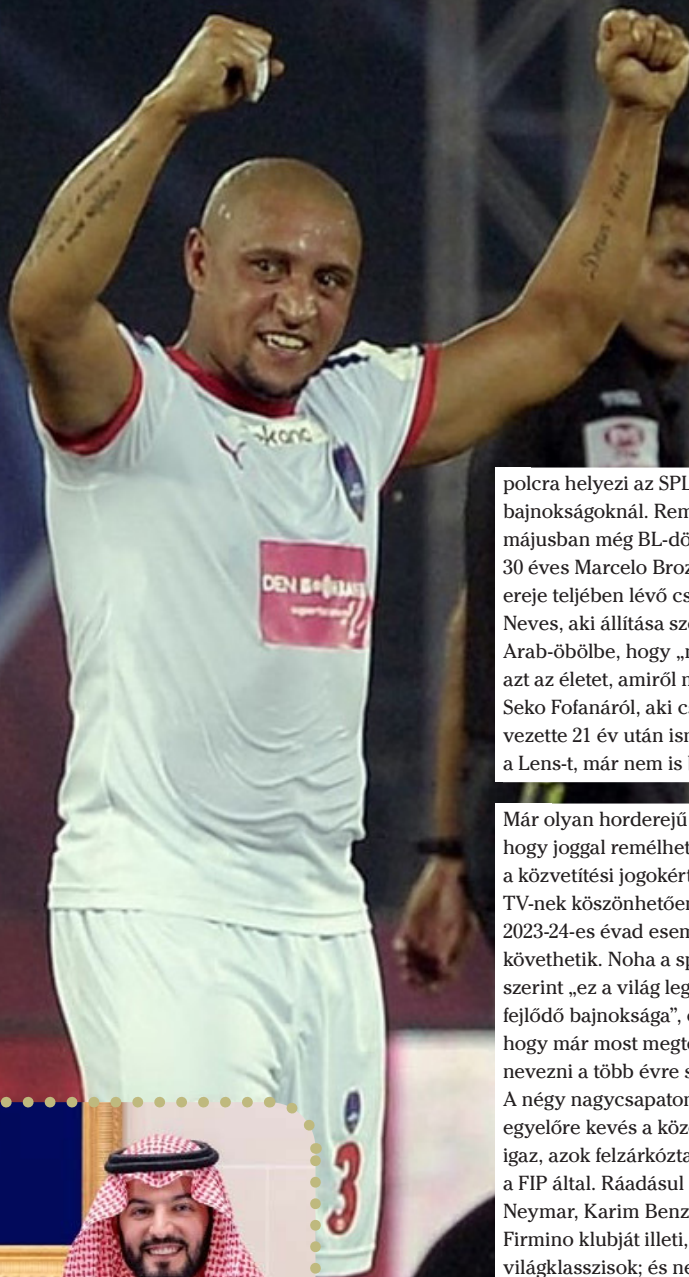 Deus é fiel
DEN
3
polcra helyezi az SPL
bajnokságoknál. Rem
májusban még BL-dö
30 éves Marcelo Broz
ereje teljében lévő cs
Neves, aki állítása sz
Arab-öbölbe, hogy „n
azt az életet, amiről n
Seko Fofanáról, aki c
vezette 21 év után ism
a Lens-t, már nem is b
Már olyan horderejű
hogy joggal remélhet
a közvetítési jogokért
TV-nek köszönhetően
2023-24-es évad esem
követhetik. Noha a sp
szerint „ez a világ leg
fejlődő bajnoksága”, 
hogy már most megte
nevezni a több évre s
A négy nagycsapaton
egyelőre kevés a köz
igaz, azok felzárkózta
a FIP által. Ráadásul
Neymar, Karim Benz
Firmino klubját illeti,
világklasszisok; és ne